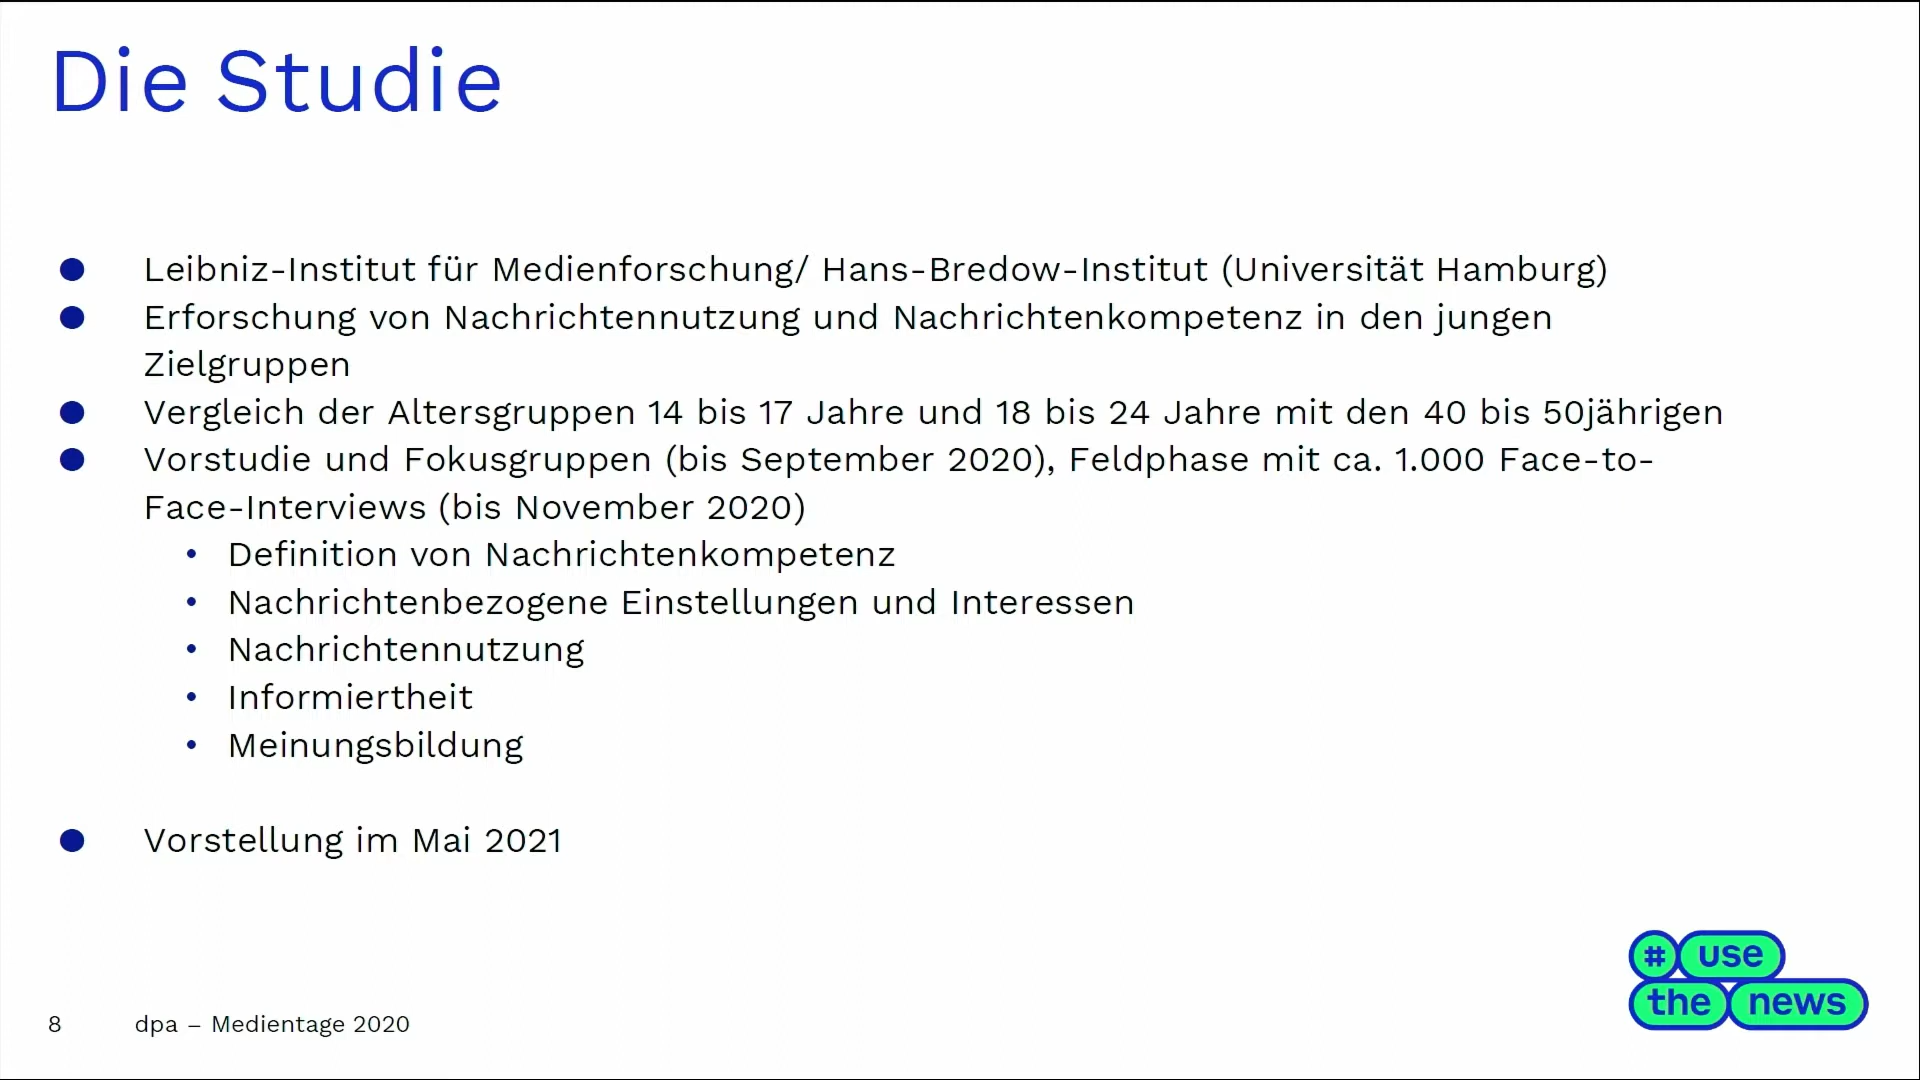 Die Studie
Leibniz-Institut für Medienforschung/ Hans-Bredow-Institut (Universität Hamburg)
Erforschung von Nachrichtennutzung und Nachrichtenkompetenz in den jungen
Zielgruppen
Vergleich der Altersgruppen 14 bis 17 Jahre und 18 bis 24 Jahre mit den 40 bis 50jährigen
Vorstudie und Fokusgruppen (bis September 2020), Feldphase mit ca. 1.000 Face-to-
Face-Interviews (bis November 2020)
Definition von Nachrichtenkompetenz
Nachrichtenbezogene Einstellungen und Interessen
Nachrichtennutzung
Informiertheit
Meinungsbildung
Vorstellung im Mai 2021
# use
the news
8 dpa – Medientage 2020